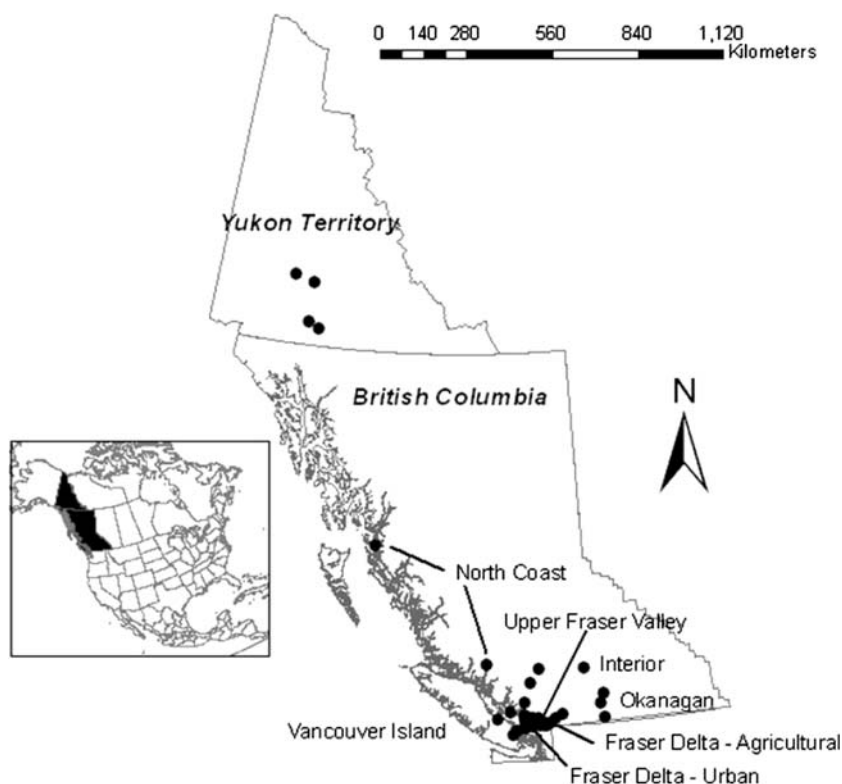 0 140 280 560 840 1,120
Kilometers
Yukon Territory
British Columbia
N
North Coast
Upper Fraser Valley
Interior
Okanagan
Vancouver Island
Fraser Delta - Agricultural
Fraser Delta - Urban